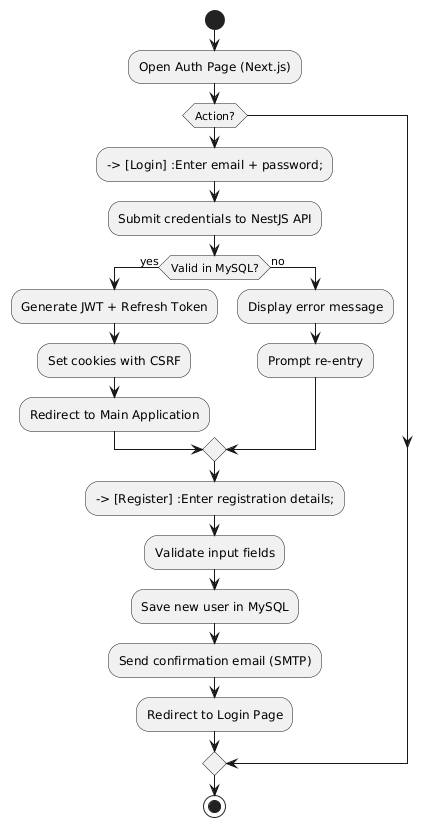 Open Auth Page (Next.js)
Action?
-> [Login] :Enter email + password;
Submit credentials to NestJS API
yes
Valid in MySQL?
no
Generate JWT + Refresh Token
Display error message
Set cookies with CSRF
Prompt re-entry
Redirect to Main Application
-> [Register] :Enter registration details;
Validate input fields
Save new user in MySQL
Send confirmation email (SMTP)
Redirect to Login Page